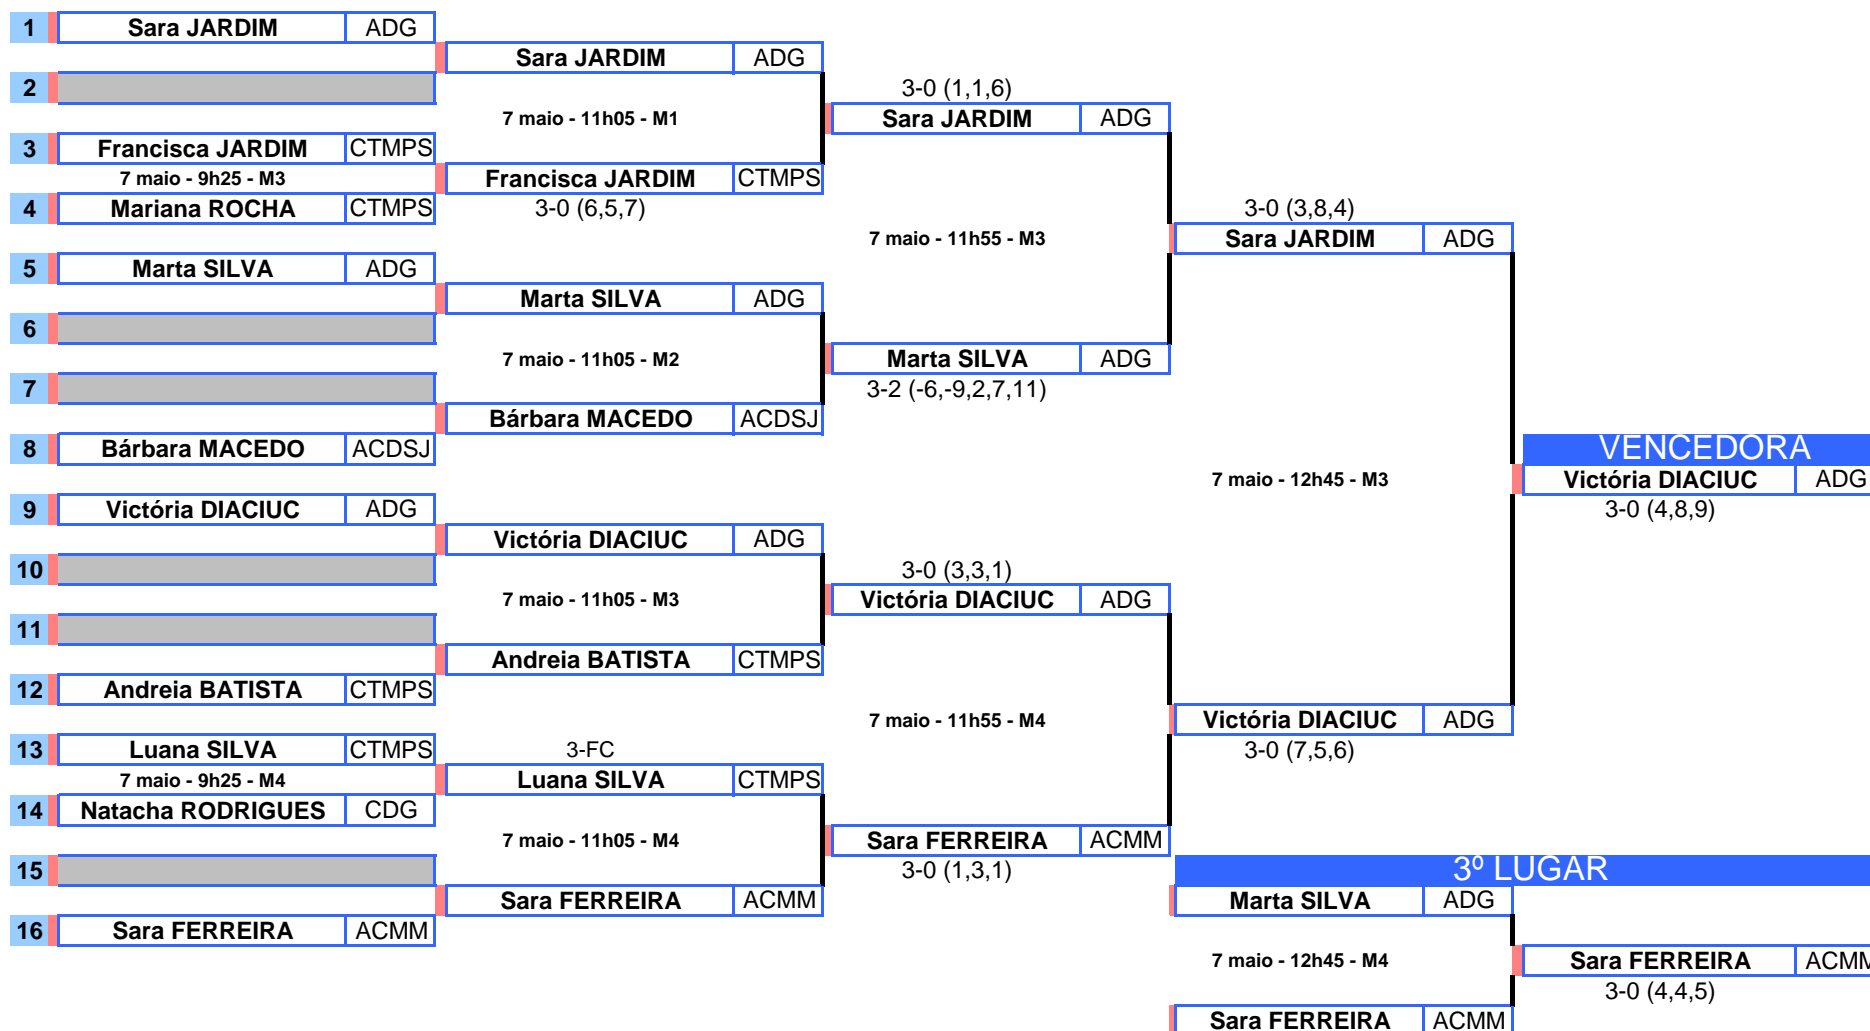 1 Sara JARDIM ADG
Sara JARDIM ADG
2 3-0 (1,1,6)
7 maio - 11h05 - M1 Sara JARDIM ADG
3 Francisca JARDIM CTMPS
7 maio - 9h25 - M3 Francisca JARDIM CTMPS
4 Mariana ROCHA CTMPS 3-0 (6,5,7) 3-0 (3,8,4)
7 maio - 11h55 - M3 Sara JARDIM ADG
5 Marta SILVA ADG
Marta SILVA ADG
6
7 maio - 11h05 - M2 Marta SILVA ADG
7 3-2 (-6,-9,2,7,11)
Bárbara MACEDO ACDSJ
8 Bárbara MACEDO ACDSJ VENCEDORA
7 maio - 12h45 - M3 Victória DIACIUC ADG
9 Victória DIACIUC ADG 3-0 (4,8,9)
Victória DIACIUC ADG
10 3-0 (3,3,1)
7 maio - 11h05 - M3 Victória DIACIUC ADG
11
Andreia BATISTA CTMPS
12 Andreia BATISTA CTMPS
7 maio - 11h55 - M4 Victória DIACIUC ADG
13 Luana SILVA CTMPS 3-FC 3-0 (7,5,6)
7 maio - 9h25 - M4 Luana SILVA CTMPS
14 Natacha RODRIGUES CDG
7 maio - 11h05 - M4 Sara FERREIRA ACMM
15 3-0 (1,3,1) 3º LUGAR
Sara FERREIRA ACMM Marta SILVA ADG
16 Sara FERREIRA ACMM
7 maio - 12h45 - M4 Sara FERREIRA ACMM
3-0 (4,4,5)
Sara FERREIRA ACMM